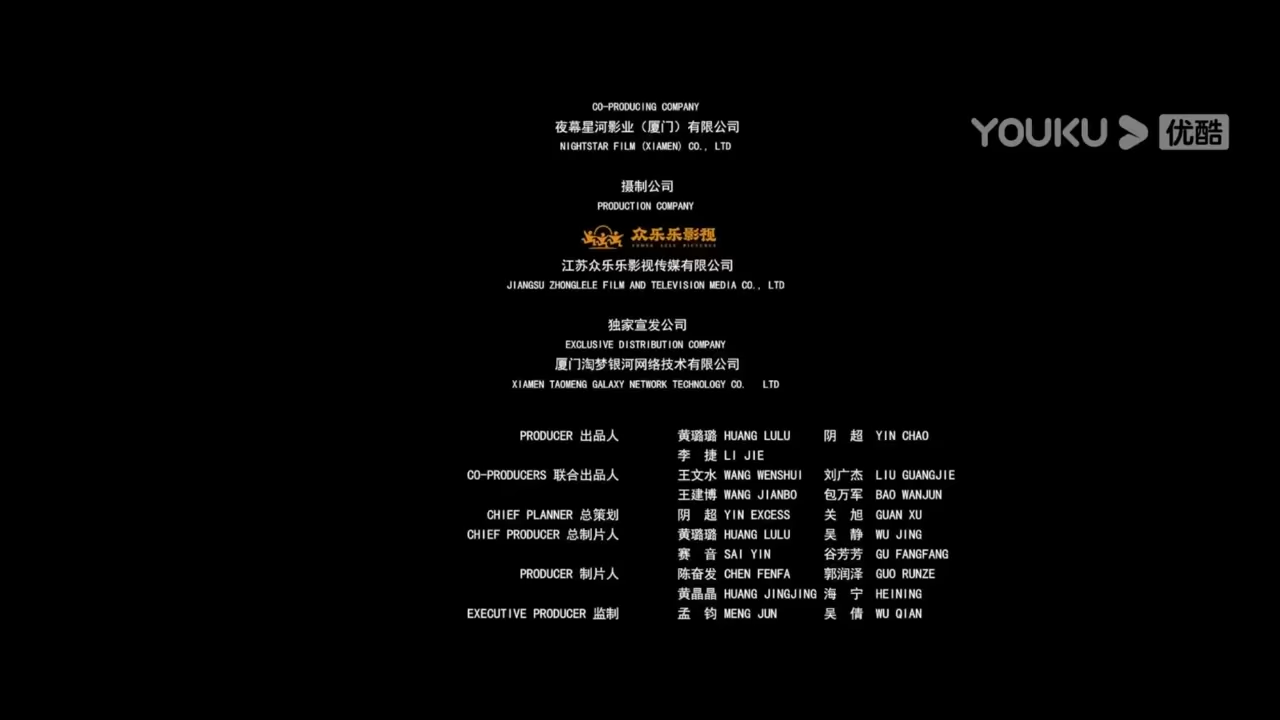 CO-PRODUCING COMPANY
夜幕星河影业（厦门）有限公司
NIGHTSTAR FILM (XIAMEN) CO., LTD
YOUKU 优酷
摄制公司
PRODUCTION COMPANY
众乐乐影视
江苏众乐乐影视传媒有限公司
JIANGSU ZHONGLELE FILM AND TELEVISION MEDIA CO., LTD
独家宣发公司
EXCLUSIVE DISTRIBUTION COMPANY
厦门淘梦银河网络技术有限公司
XIAMEN TAOMENG GALAXY NETWORK TECHNOLOGY CO. LTD
PRODUCER 出品人 黄璐璐 HUANG LULU 阴 超 YIN CHAO
李 捷 LI JIE
CO-PRODUCERS 联合出品人 王文水 WANG WENSHUI 刘广杰 LIU GUANGJIE
王建博 WANG JIANBO 包万军 BAO WANJUN
CHIEF PLANNER 总策划 阴 超 YIN EXCESS 关 旭 GUAN XU
CHIEF PRODUCER 总制片人 黄璐璐 HUANG LULU 吴 静 WU JING
赛 音 SAI YIN 谷芳芳 GU FANGFANG
PRODUCER 制片人 陈奋发 CHEN FENFA 郭润泽 GUO RUNZE
黄晶晶 HUANG JINGJING 海 宁 HEINING
EXECUTIVE PRODUCER 监制 孟 钧 MENG JUN 吴 倩 WU QIAN